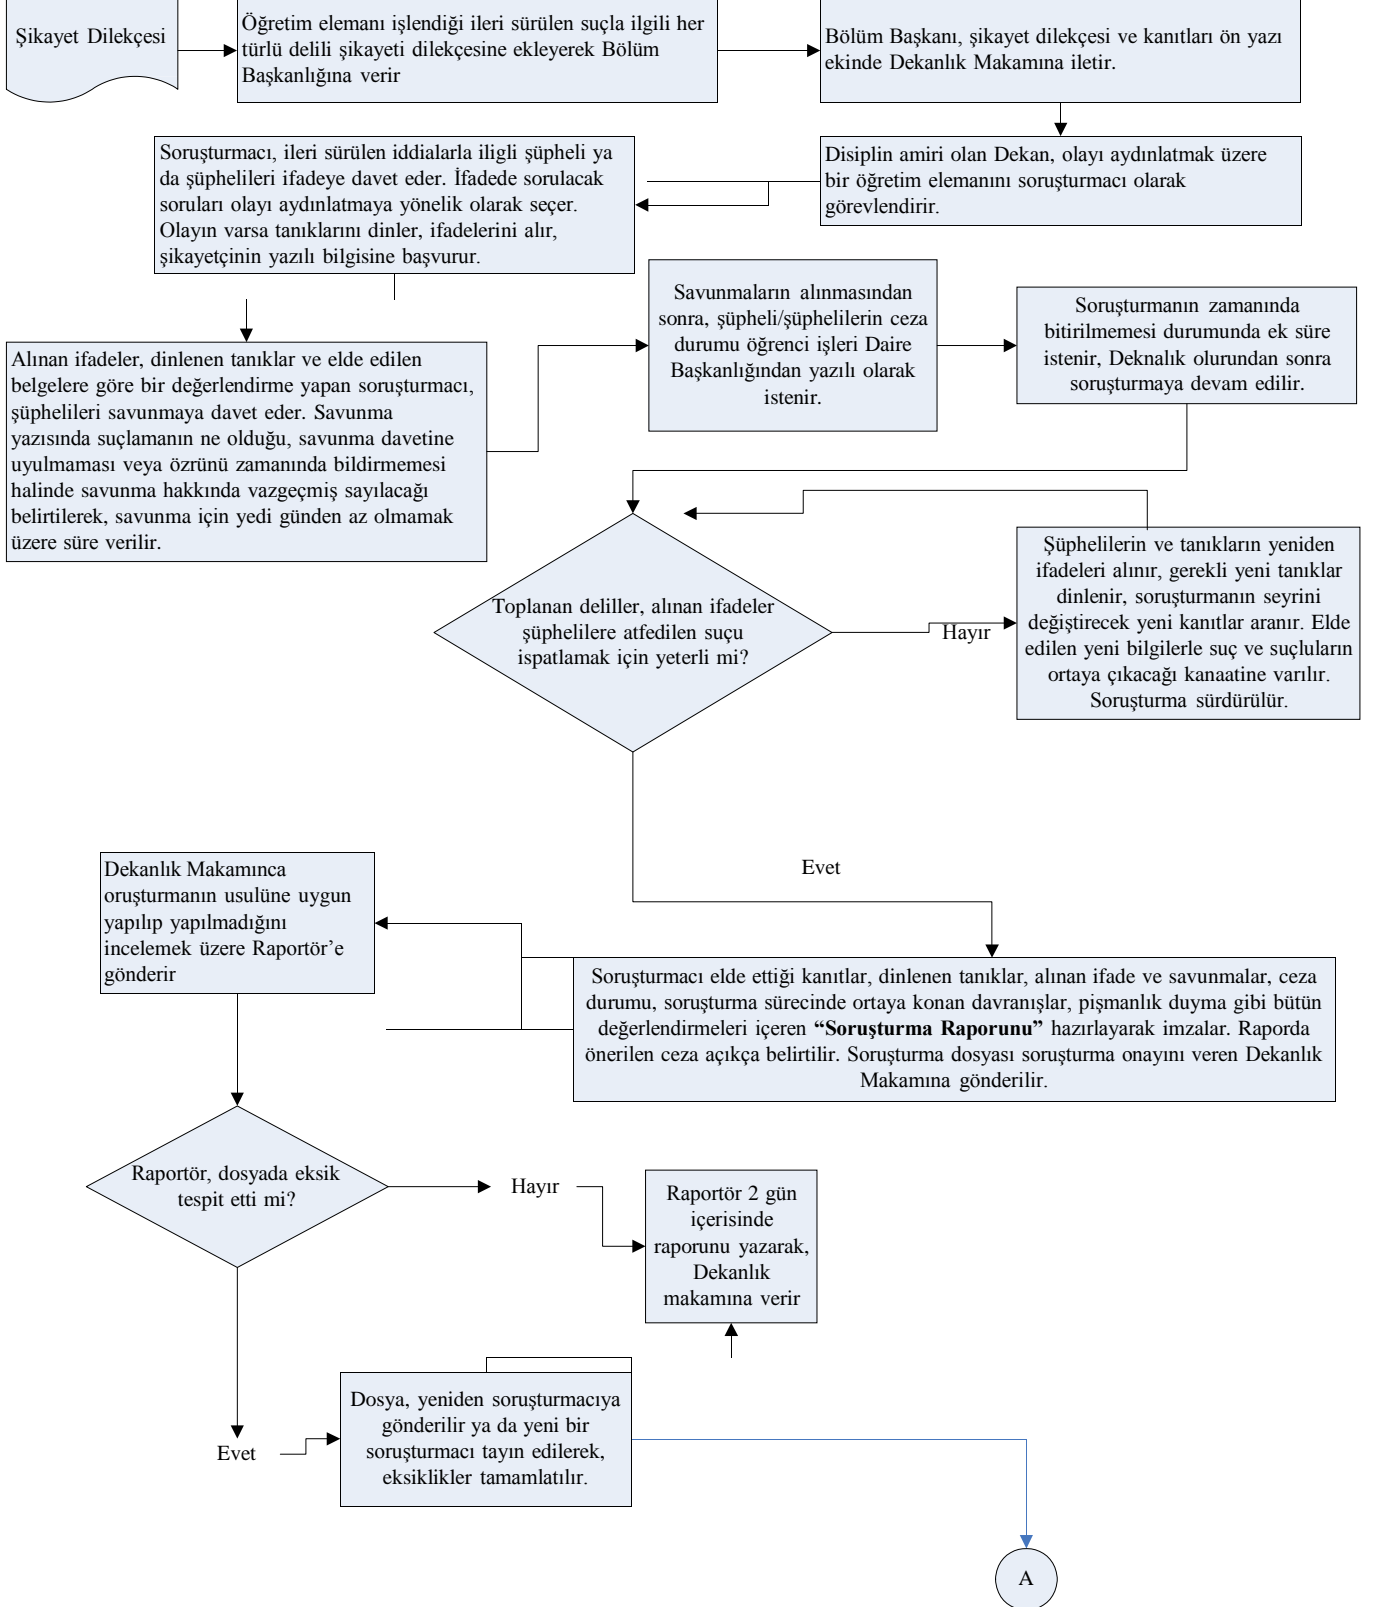 Şikayet Dilekçesi
Öğretim elemanı işlendiği ileri sürülen suçla ilgili her
türlü delili şikayeti dilekçesine ekleyerek Bölüm
Başkanlığına verir
Bölüm Başkanı, şikayet dilekçesi ve kanıtları ön yazı
ekinde Dekanlık Makamına iletir.
Disiplin amiri olan Dekan, olayı aydınlatmak üzere
bir öğretim elemanını soruşturmacı olarak
görevlendirir.
Soruşturmacı, ileri sürülen iddialarla iligli şüpheli ya
da şüphelileri ifadeye davet eder. İfadede sorulacak
soruları olayı aydınlatmaya yönelik olarak seçer.
Olayın varsa tanıklarını dinler, ifadelerini alır,
şikayetçinin yazılı bilgisine başvurur.
Alınan ifadeler, dinlenen tanıklar ve elde edilen
belgelere göre bir değerlendirme yapan soruşturmacı,
şüphelileri savunmaya davet eder. Savunma
yazısında suçlamanın ne olduğu, savunma davetine
uyulmaması veya özrünü zamanında bildirmemesi
halinde savunma hakkında vazgeçmiş sayılacağı
belirtilerek, savunma için yedi günden az olmamak
üzere süre verilir.
Savunmaların alınmasından
sonra, şüpheli/şüphelilerin ceza
durumu öğrenci işleri Daire
Başkanlığından yazılı olarak
istenir.
Soruşturmanın zamanında
bitirilmemesi durumunda ek süre
istenir, Deknalık olurundan sonra
soruşturmaya devam edilir.
Toplanan deliller, alınan ifadeler
şüphelilere atfedilen suçu
ispatlamak için yeterli mi?
Hayır
Şüphelilerin ve tanıkların yeniden
ifadeleri alınır, gerekli yeni tanıklar
dinlenir, soruşturmanın seyrini
değiştirecek yeni kanıtlar aranır. Elde
edilen yeni bilgilerle suç ve suçluların
ortaya çıkacağı kanaatine varılır.
Soruşturma sürdürülür.
Evet
Soruşturmacı elde ettiği kanıtlar, dinlenen tanıklar, alınan ifade ve savunmalar, ceza
durumu, soruşturma sürecinde ortaya konan davranışlar, pişmanlık duyma gibi bütün
değerlendirmeleri içeren “Soruşturma Raporunu” hazırlayarak imzalar. Raporda
önerilen ceza açıkça belirtilir. Soruşturma dosyası soruşturma onayını veren Dekanlık
Makamına gönderilir.
Dekanlık Makamınca
oruşturmanın usulüne uygun
yapılıp yapılmadığını
incelemek üzere Raportör’e
gönderir
Raportör, dosyada eksik
tespit etti mi?
Hayır
Raportör 2 gün
içerisinde
raporunu yazarak,
Dekanlık
makamına verir
Evet
Dosya, yeniden soruşturmacıya
gönderilir ya da yeni bir
soruşturmacı tayin edilerek,
eksiklikler tamamlatılır.
A